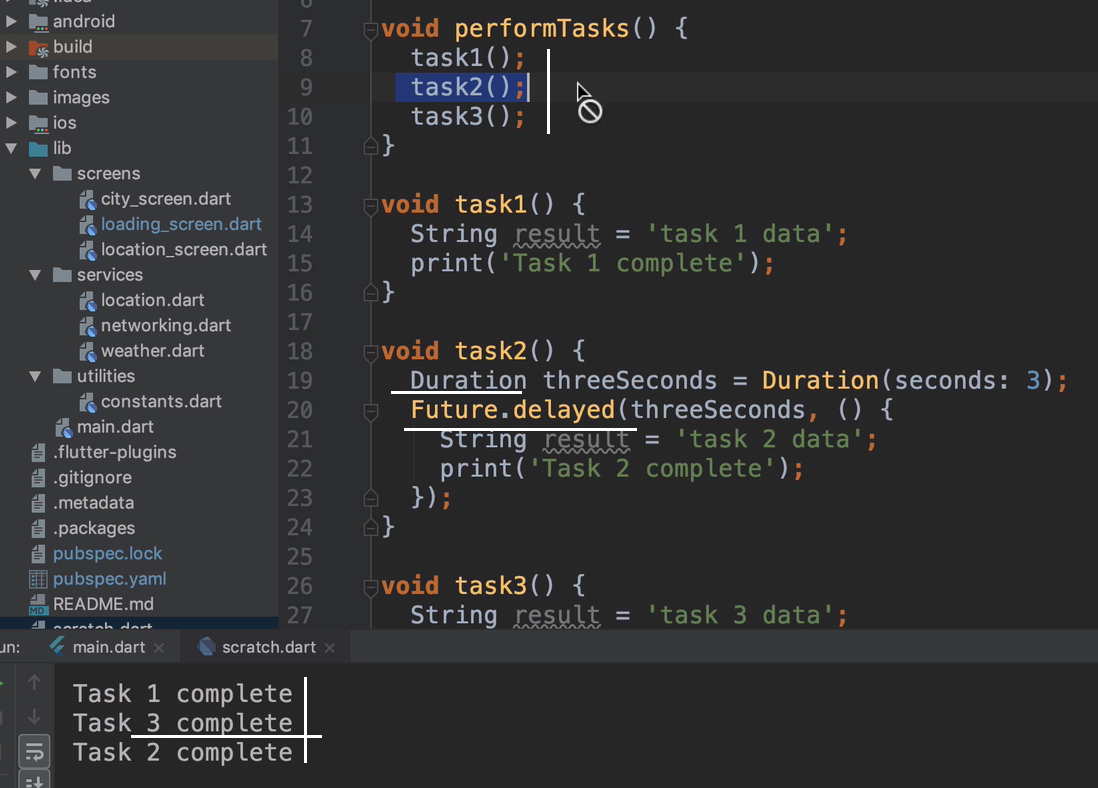 android
build
fonts
images
ios
lib
screens
city_screen.dart
loading_screen.dart
location_screen.dart
services
location.dart
networking.dart
weather.dart
utilities
constants.dart
main.dart
.flutter-plugins
.gitignore
.metadata
.packages
pubspec.lock
pubspec.yaml
README.md
scratch.dart
7 void performTasks() {
8 task1();
9 task2();
10 task3();
11 }
12
13 void task1() {
14 String result = 'task 1 data';
15 print('Task 1 complete');
16 }
17
18 void task2() {
19 Duration threeSeconds = Duration(seconds: 3);
20 Future.delayed(threeSeconds, () {
21 String result = 'task 2 data';
22 print('Task 2 complete');
23 });
24 }
25
26 void task3() {
27 String result = 'task 3 data';
un: main.dart scratch.dart
Task 1 complete
Task 3 complete
Task 2 complete